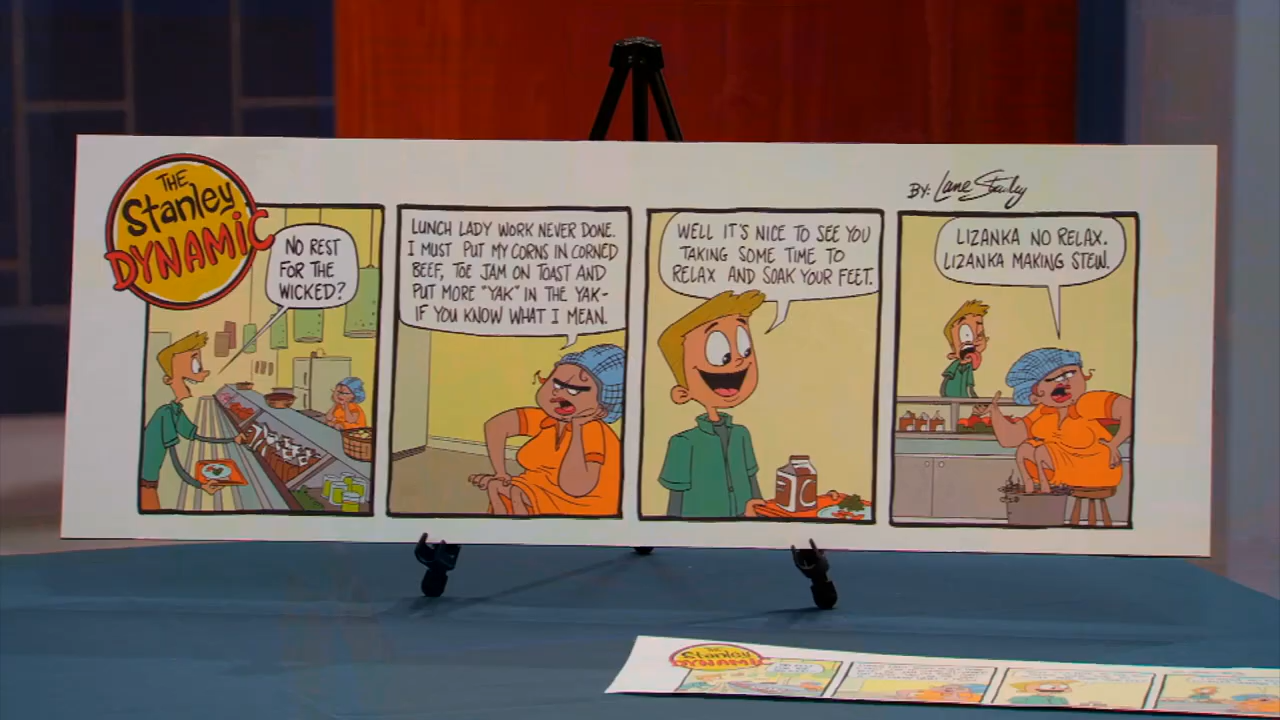 THE
Stanley
DYNAMIC
BY: Lane Stanley
NO REST
FOR THE
WICKED?
LUNCH LADY WORK NEVER DONE.
I MUST PUT MY CORNS IN CORNED
BEEF, TOE JAM ON TOAST AND
PUT MORE "YAK" IN THE YAK-
IF YOU KNOW WHAT I MEAN.
WELL IT'S NICE TO SEE YOU
TAKING SOME TIME TO
RELAX AND SOAK YOUR FEET.
LIZANKA NO RELAX.
LIZANKA MAKING STEW.
THE
Stanley
DYNAMIC